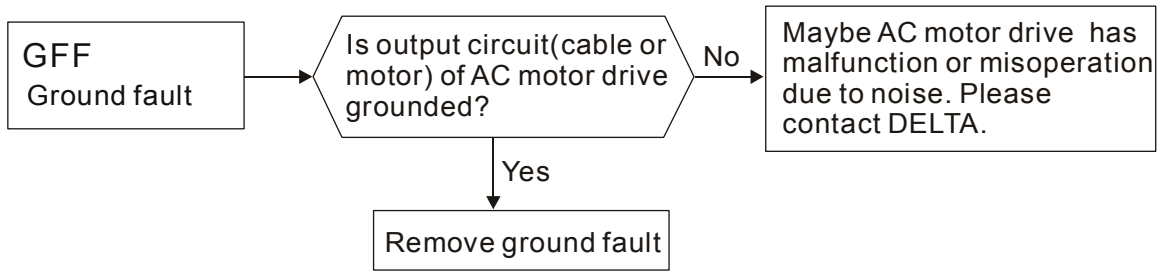 GFF
Ground fault
Is output circuit(cable or
motor) of AC motor drive
grounded?
No
Maybe AC motor drive has
malfunction or misoperation
due to noise. Please
contact DELTA.
Yes
Remove ground fault